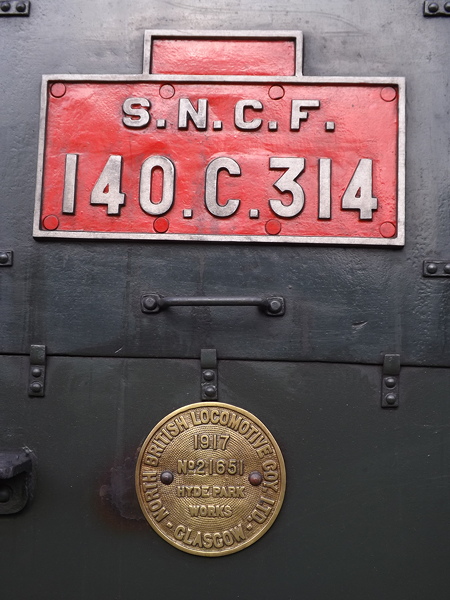 S.N.C.F.
140.C.314
NORTH BRITISH LOCOMOTIVE COY LTD.
1917
No 21651
HYDE PARK
WORKS
- GLASGOW -